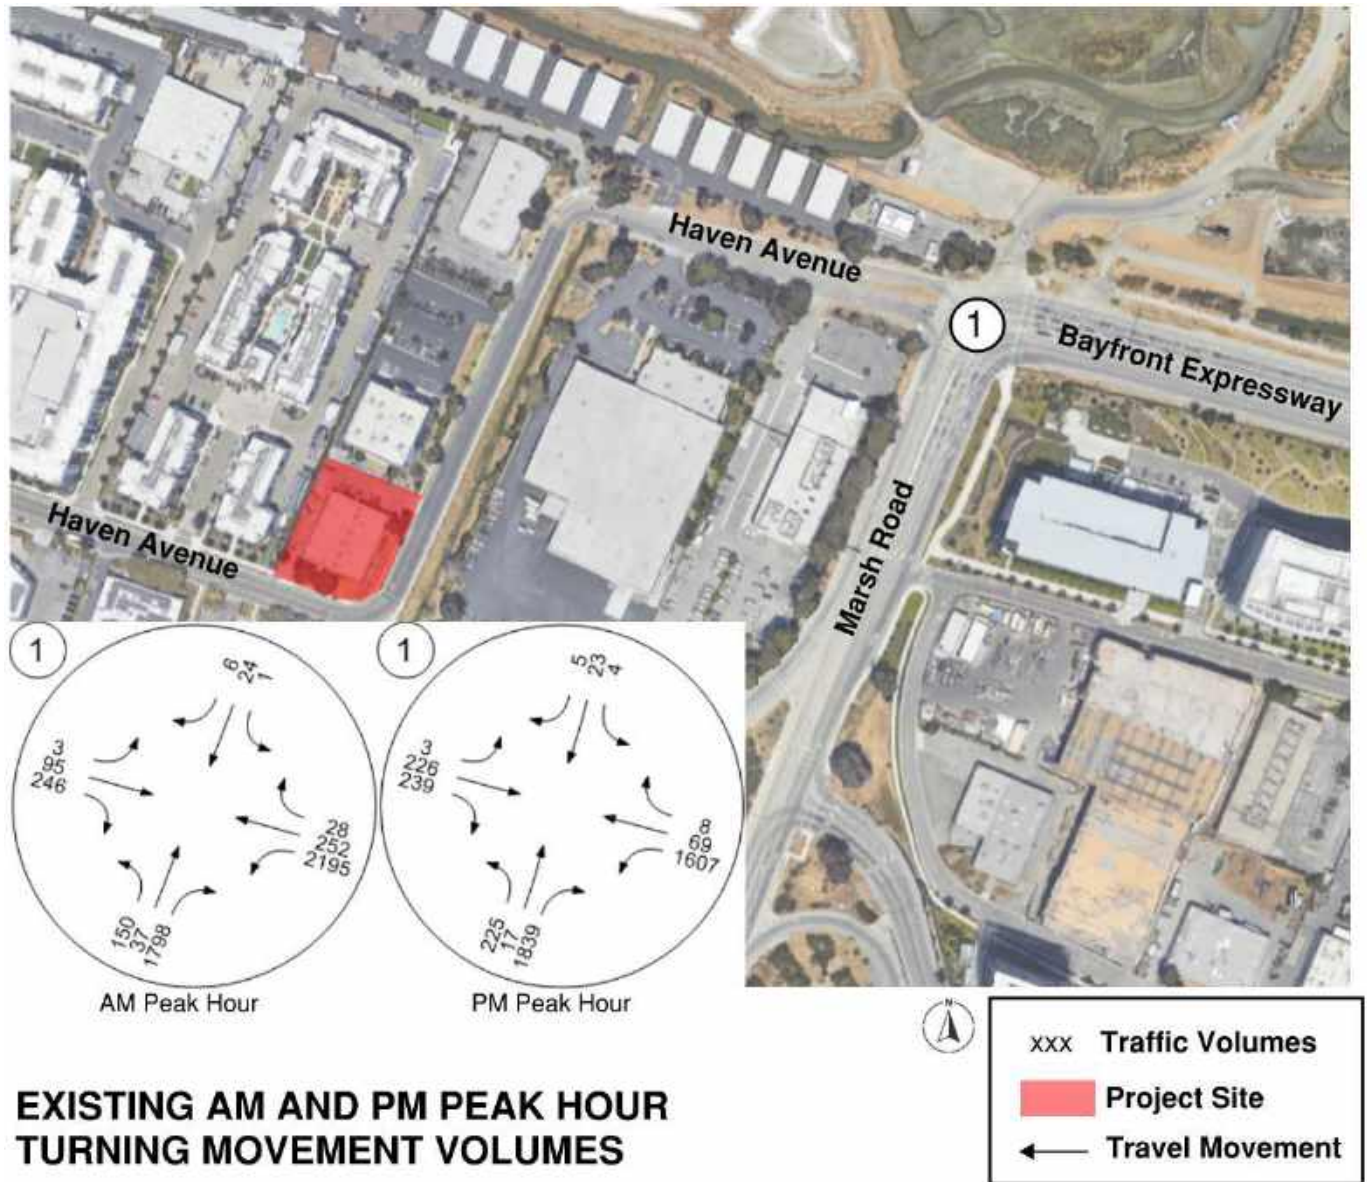 Haven Avenue
1
Bayfront Expressway
Marsh Road
Haven Avenue
1
6
24
1
3
95
246
28
252
2195
150
37
1798
AM Peak Hour
1
5
23
4
3
226
239
8
69
1607
225
17
1839
PM Peak Hour
N
xxx Traffic Volumes
Project Site
Travel Movement
EXISTING AM AND PM PEAK HOUR
TURNING MOVEMENT VOLUMES